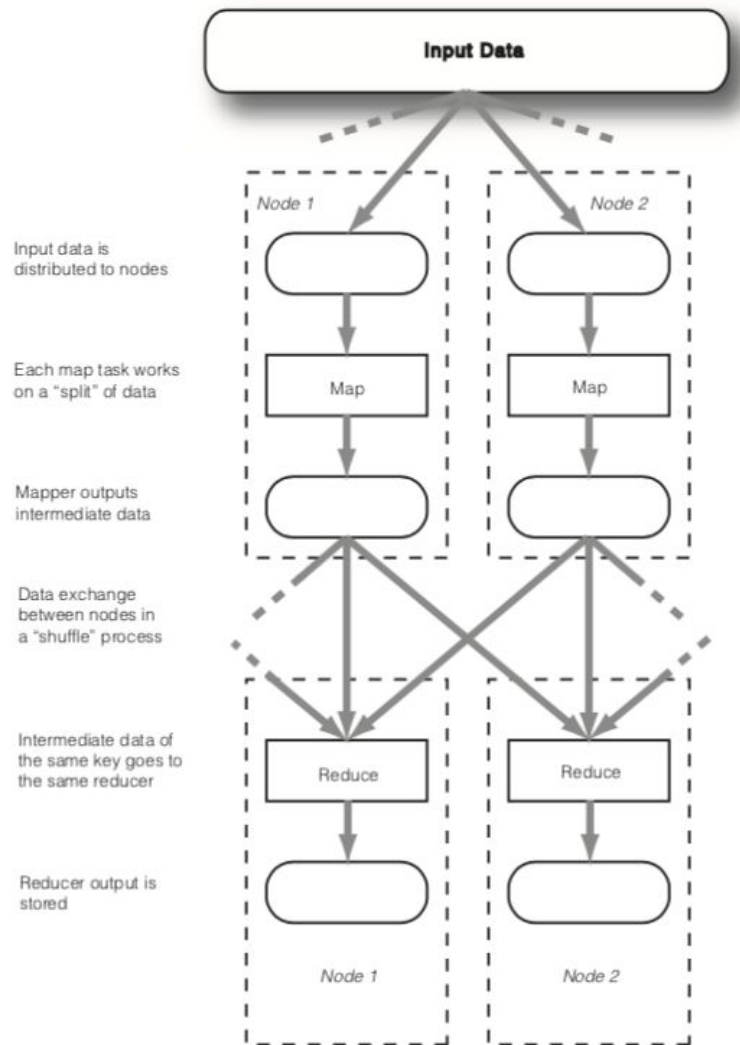 Input Data
Node 1
Node 2
Input data is
distributed to nodes
Each map task works
on a “split” of data
Map
Map
Mapper outputs
intermediate data
Data exchange
between nodes in
a “shuffle” process
Intermediate data of
the same key goes to
the same reducer
Reduce
Reduce
Reducer output is
stored
Node 1
Node 2